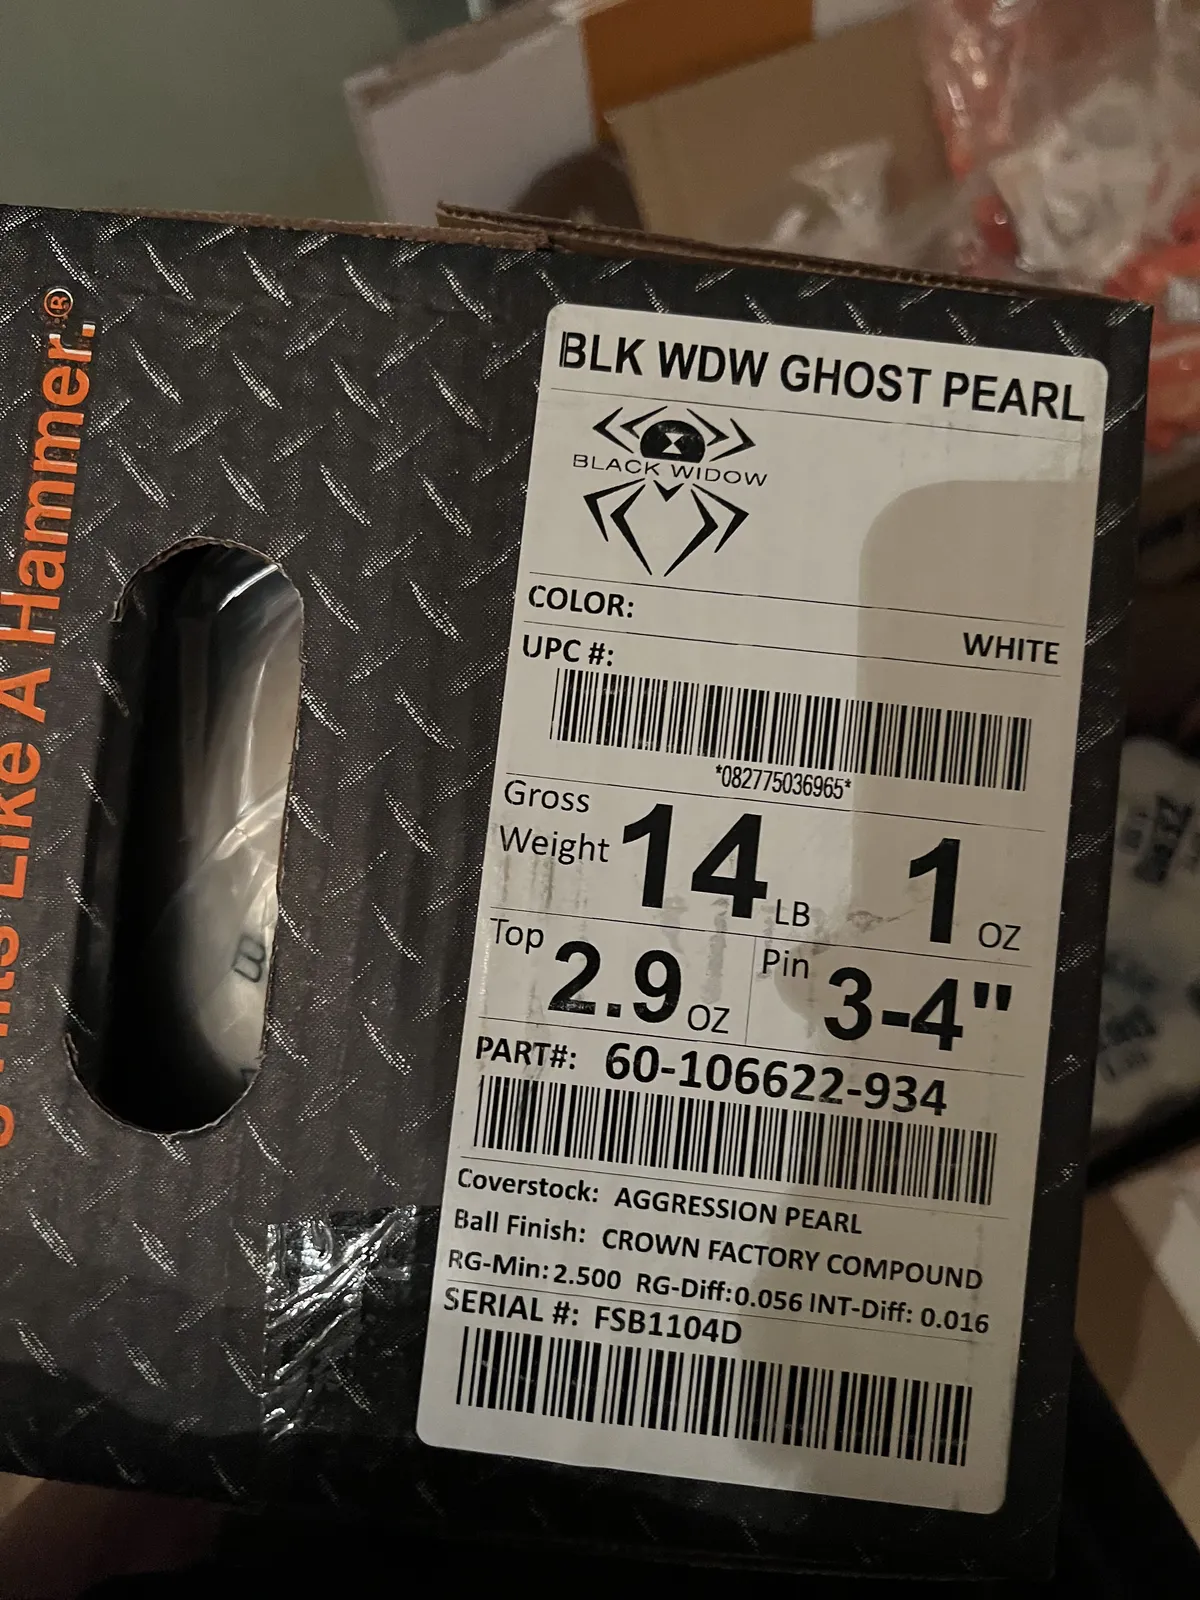 Hits Like A Hammer.®
BLK WDW GHOST PEARL
BLACK WIDOW
COLOR:
WHITE
UPC #:
*082775036965*
Gross Weight 14 LB 1 OZ
Top 2.9 OZ Pin 3-4"
PART#: 60-106622-934
Coverstock: AGGRESSION PEARL
Ball Finish: CROWN FACTORY COMPOUND
RG-Min: 2.500 RG-Diff: 0.056 INT-Diff: 0.016
SERIAL #: FSB1104D